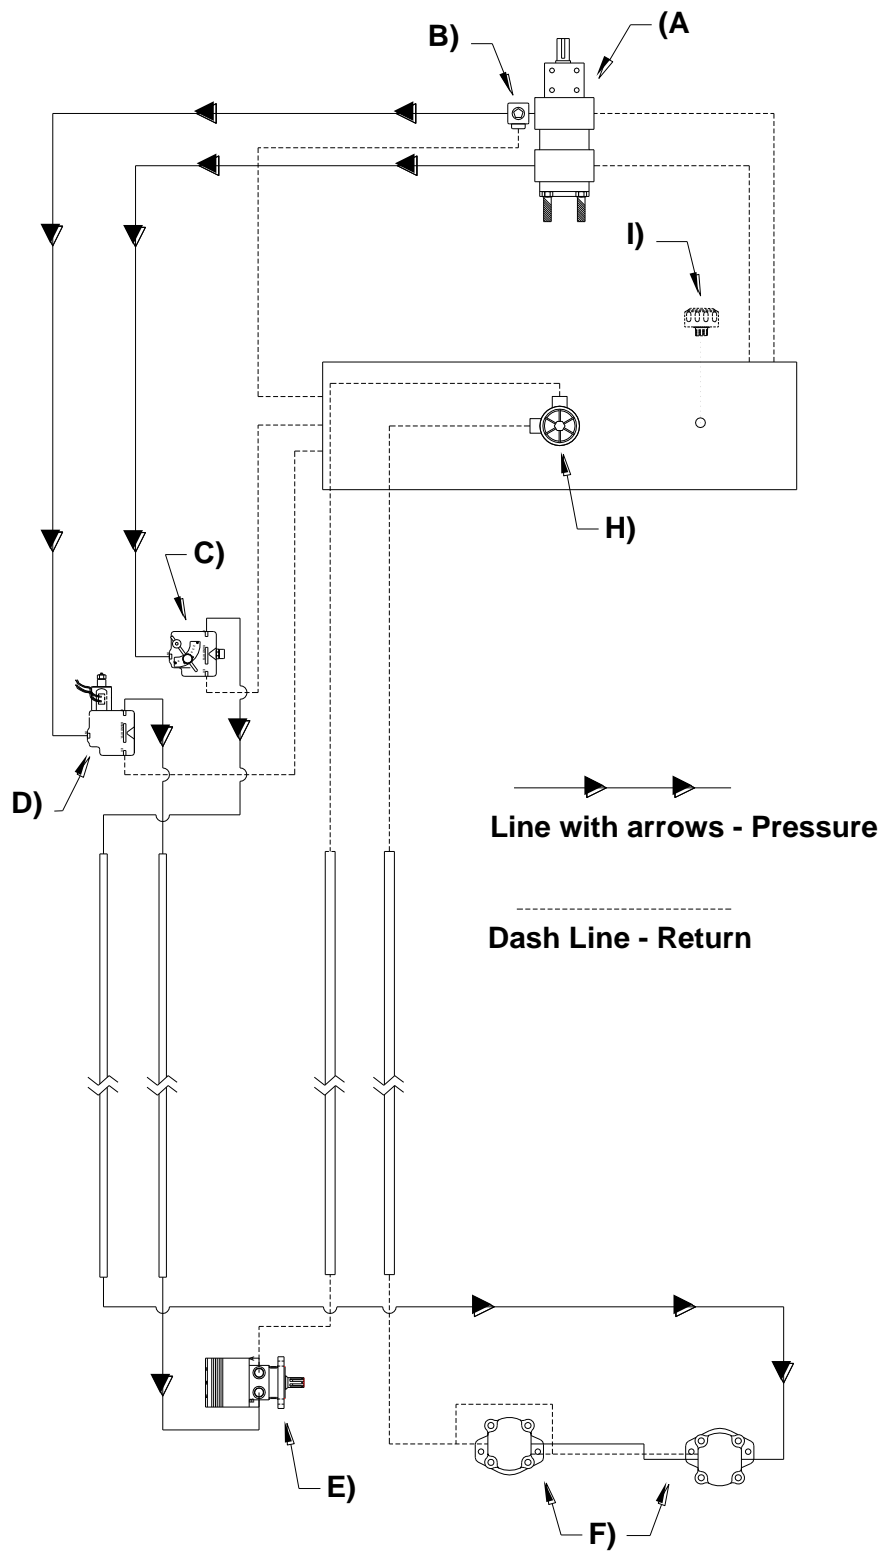 B)
(A
I)
H)
C)
D)
Line with arrows - Pressure
Dash Line - Return
E)
F)